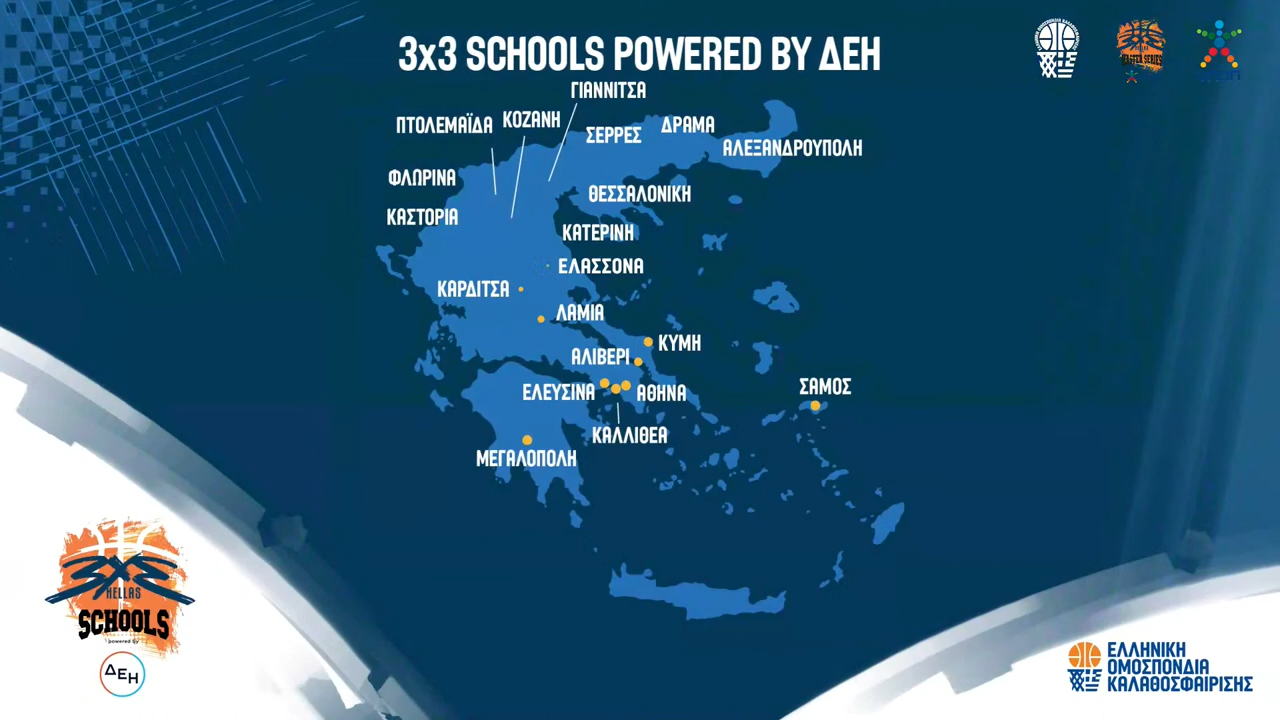 3x3 SCHOOLS POWERED BY ΔΕΗ
ΓΙΑΝΝΙΤΣΑ
ΠΤΟΛΕΜΑΪΔΑ
ΚΟΖΑΝΗ
ΣΕΡΡΕΣ
ΔΡΑΜΑ
ΑΛΕΞΑΝΔΡΟΥΠΟΛΗ
ΦΛΩΡΙΝΑ
ΘΕΣΣΑΛΟΝΙΚΗ
ΚΑΣΤΟΡΙΑ
ΚΑΤΕΡΙΝΗ
ΕΛΑΣΣΟΝΑ
ΚΑΡΔΙΤΣΑ
ΛΑΜΙΑ
ΚΥΜΗ
ΑΛΙΒΕΡΙ
ΕΛΕΥΣΙΝΑ
ΑΘΗΝΑ
ΣΑΜΟΣ
ΚΑΛΛΙΘΕΑ
ΜΕΓΑΛΟΠΟΛΗ
3X3
HELLAS
SCHOOLS
powered by
ΔΕΗ
ΕΛΛΗΝΙΚΗ
ΟΜΟΣΠΟΝΔΙΑ
ΚΑΛΑΘΟΣΦΑΙΡΙΣΗΣ